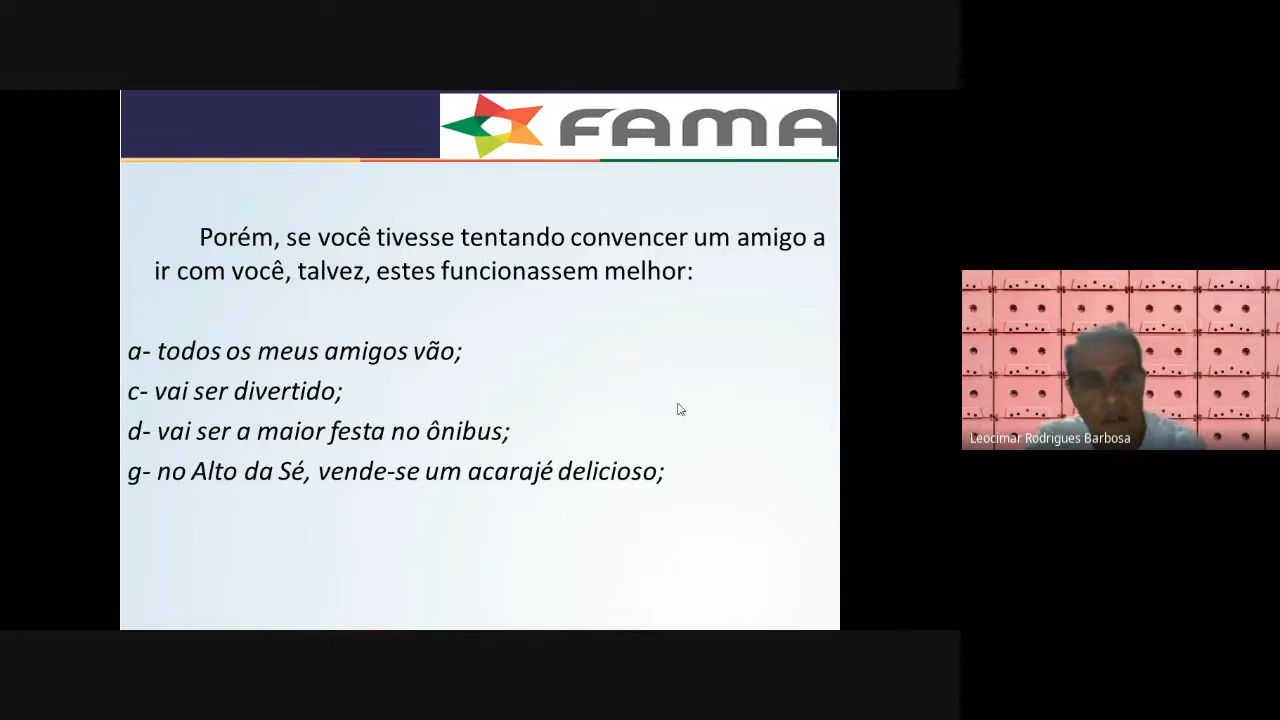 FAMA
Porém, se você tivesse tentando convencer um amigo a
ir com você, talvez, estes funcionassem melhor:
a- todos os meus amigos vão;
c- vai ser divertido;
d- vai ser a maior festa no ônibus;
g- no Alto da Sé, vende-se um acarajé delicioso;
Leocimar Rodrigues Barbosa